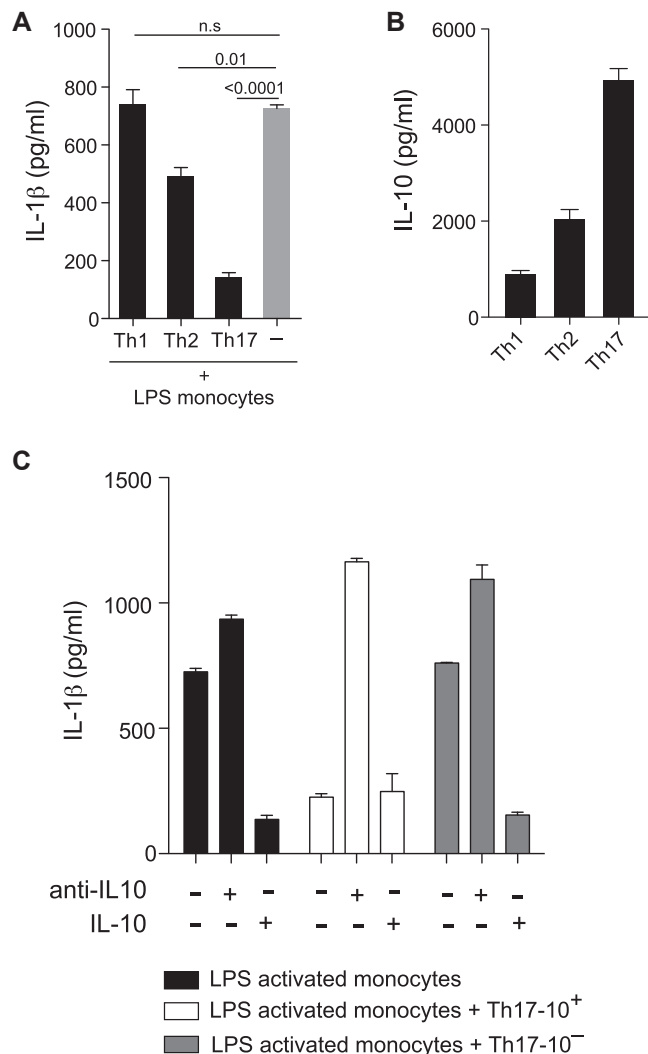 A
n.s
0.01
<0.0001
1000
800
600
400
200
0
IL-1β (pg/ml)
Th1 Th2 Th17 –
+
LPS monocytes
B
6000
4000
2000
0
IL-10 (pg/ml)
Th1 Th2 Th17
C
1500
1000
500
0
IL-1β (pg/ml)
anti-IL10 - + - - + - - + -
IL-10 - - + - - + - - +
LPS activated monocytes
LPS activated monocytes + Th17-10⁺
LPS activated monocytes + Th17-10⁻